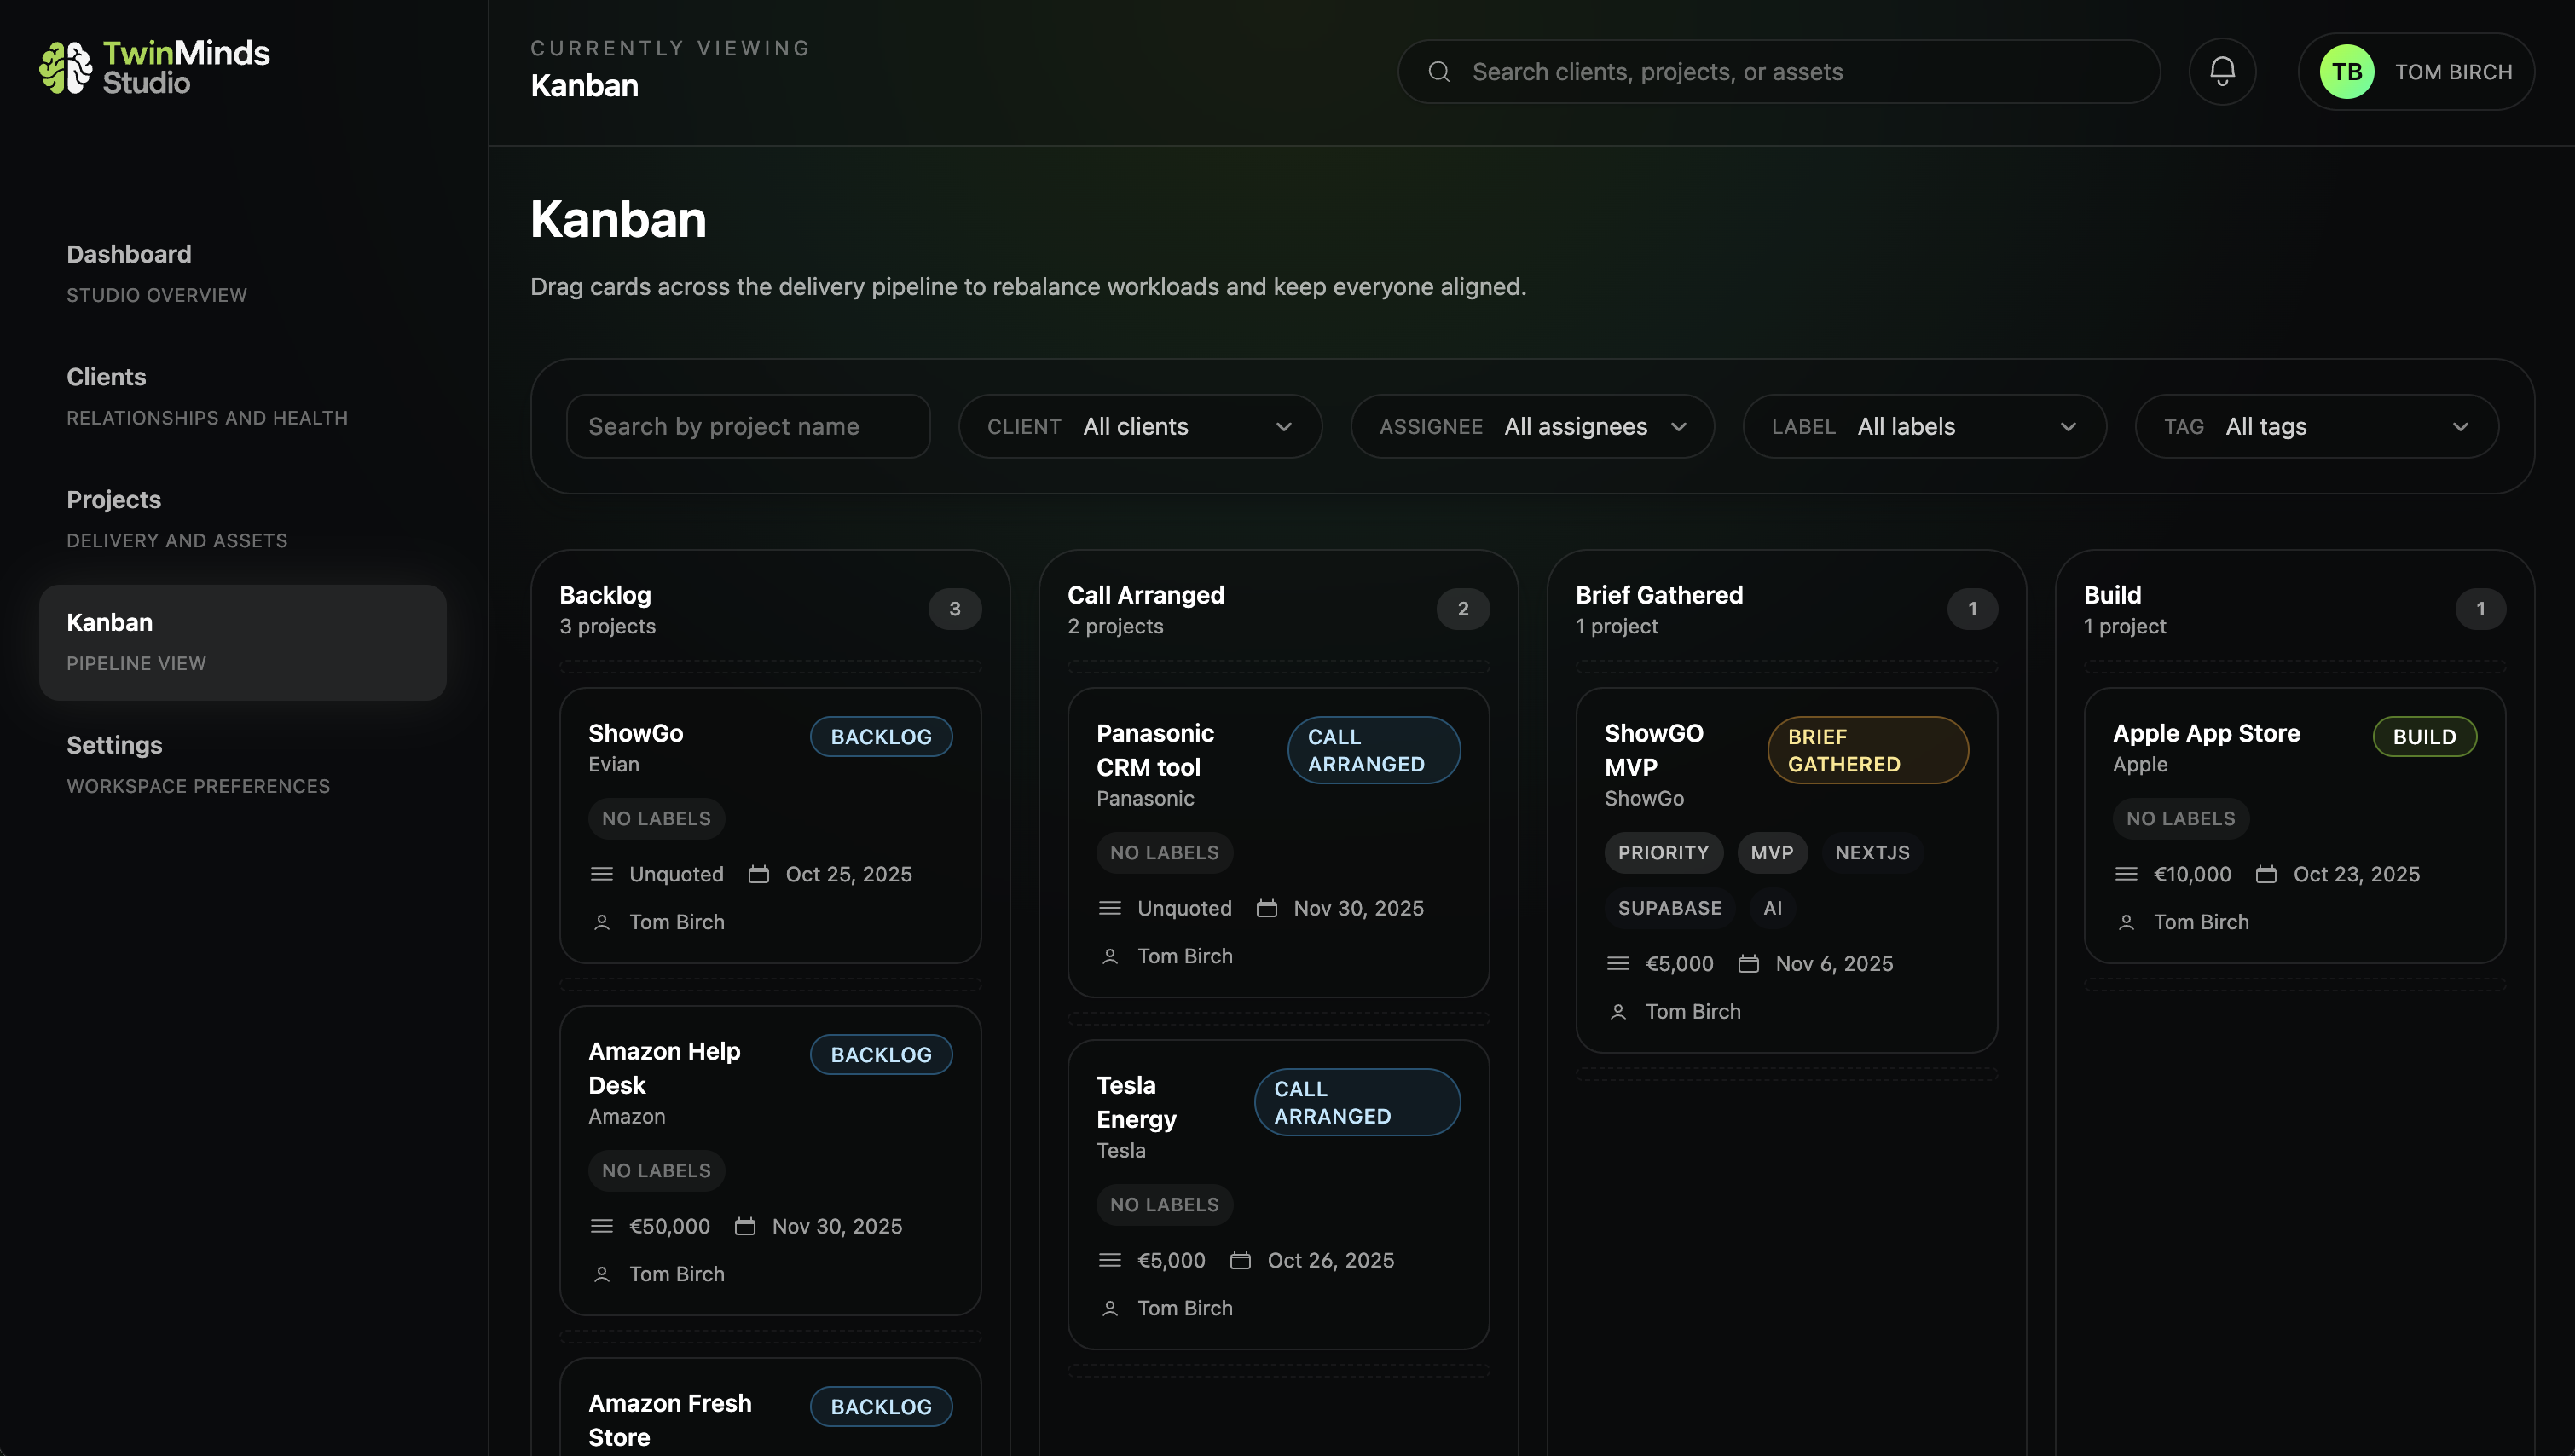 TwinMinds
Studio
CURRENTLY VIEWING
Kanban
Search clients, projects, or assets
TB TOM BIRCH
Dashboard
STUDIO OVERVIEW
Clients
RELATIONSHIPS AND HEALTH
Projects
DELIVERY AND ASSETS
Kanban
PIPELINE VIEW
Settings
WORKSPACE PREFERENCES
Kanban
Drag cards across the delivery pipeline to rebalance workloads and keep everyone aligned.
Search by project name
CLIENT All clients
ASSIGNEE All assignees
LABEL All labels
TAG All tags
Backlog
3 projects
3
ShowGo
Evian
BACKLOG
NO LABELS
Unquoted Oct 25, 2025
Tom Birch
Amazon Help
Desk
Amazon
BACKLOG
NO LABELS
€50,000 Nov 30, 2025
Tom Birch
Amazon Fresh
Store
BACKLOG
Call Arranged
2 projects
2
Panasonic
CRM tool
Panasonic
CALL
ARRANGED
NO LABELS
Unquoted Nov 30, 2025
Tom Birch
Tesla
Energy
Tesla
CALL
ARRANGED
NO LABELS
€5,000 Oct 26, 2025
Tom Birch
Brief Gathered
1 project
1
ShowGO
MVP
ShowGo
BRIEF
GATHERED
PRIORITY MVP NEXTJS
SUPABASE AI
€5,000 Nov 6, 2025
Tom Birch
Build
1 project
1
Apple App Store
Apple
BUILD
NO LABELS
€10,000 Oct 23, 2025
Tom Birch